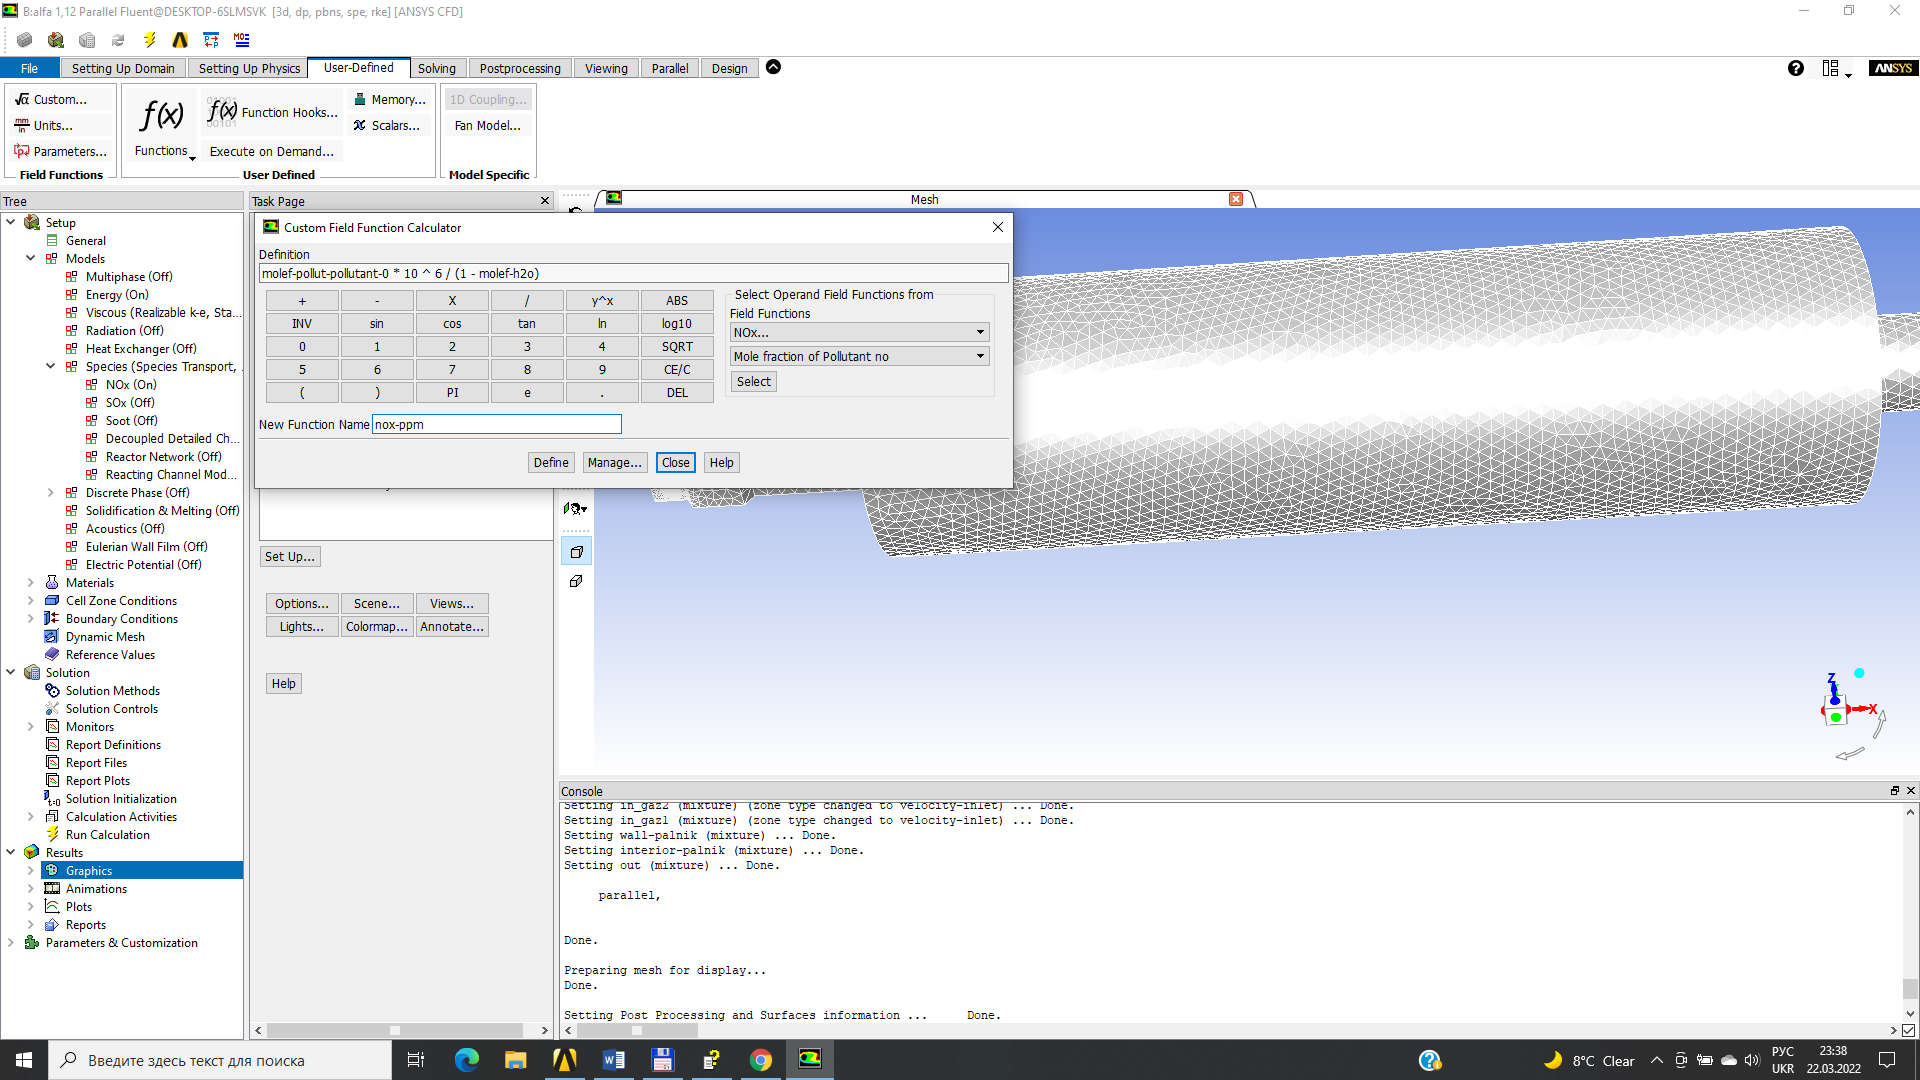 B:alfa 1,12 Parallel Fluent@DESKTOP-6SLMSVK [3d, dp, pbns, spe, rke] [ANSYS CFD]
File
Setting Up Domain
Setting Up Physics
User-Defined
Solving
Postprocessing
Viewing
Parallel
Design
ANSYS
Custom...
Units...
Parameters...
Field Functions
f(x)
Functions
f(x) Function Hooks...
Execute on Demand...
Memory...
Scalars...
User Defined
1D Coupling...
Fan Model...
Model Specific
Tree
Setup
General
Models
Multiphase (Off)
Energy (On)
Viscous (Realizable k-e, Sta...
Radiation (Off)
Heat Exchanger (Off)
Species (Species Transport, .
NOx (On)
SOx (Off)
Soot (Off)
Decoupled Detailed Ch...
Reactor Network (Off)
Reacting Channel Mod...
Discrete Phase (Off)
Solidification & Melting (Off)
Acoustics (Off)
Eulerian Wall Film (Off)
Electric Potential (Off)
Materials
Cell Zone Conditions
Boundary Conditions
Dynamic Mesh
Reference Values
Solution
Solution Methods
Solution Controls
Monitors
Report Definitions
Report Files
Report Plots
Solution Initialization
Calculation Activities
Run Calculation
Results
Graphics
Animations
Plots
Reports
Parameters & Customization
Task Page
Custom Field Function Calculator
Definition
molef-pollut-pollutant-0 * 10 ^ 6 / (1 - molef-h2o)
+ - X / y^x ABS
INV sin cos tan ln log10
0 1 2 3 4 SQRT
5 6 7 8 9 CE/C
( ) PI e . DEL
Select Operand Field Functions from
Field Functions
NOx...
Mole fraction of Pollutant no
Select
New Function Name nox-ppm
Define Manage... Close Help
Set Up...
Options... Scene... Views...
Lights... Colormap... Annotate...
Help
Mesh
Z
X
Console
Setting in_gaz2 (mixture) (zone type changed to velocity-inlet) ... Done.
Setting in_gaz1 (mixture) (zone type changed to velocity-inlet) ... Done.
Setting wall-palnik (mixture) ... Done.
Setting interior-palnik (mixture) ... Done.
Setting out (mixture) ... Done.
parallel,
Done.
Preparing mesh for display...
Done.
Setting Post Processing and Surfaces information ... Done.
Введите здесь текст для поиска
8°C Clear
РУС
UKR
23:38
22.03.2022